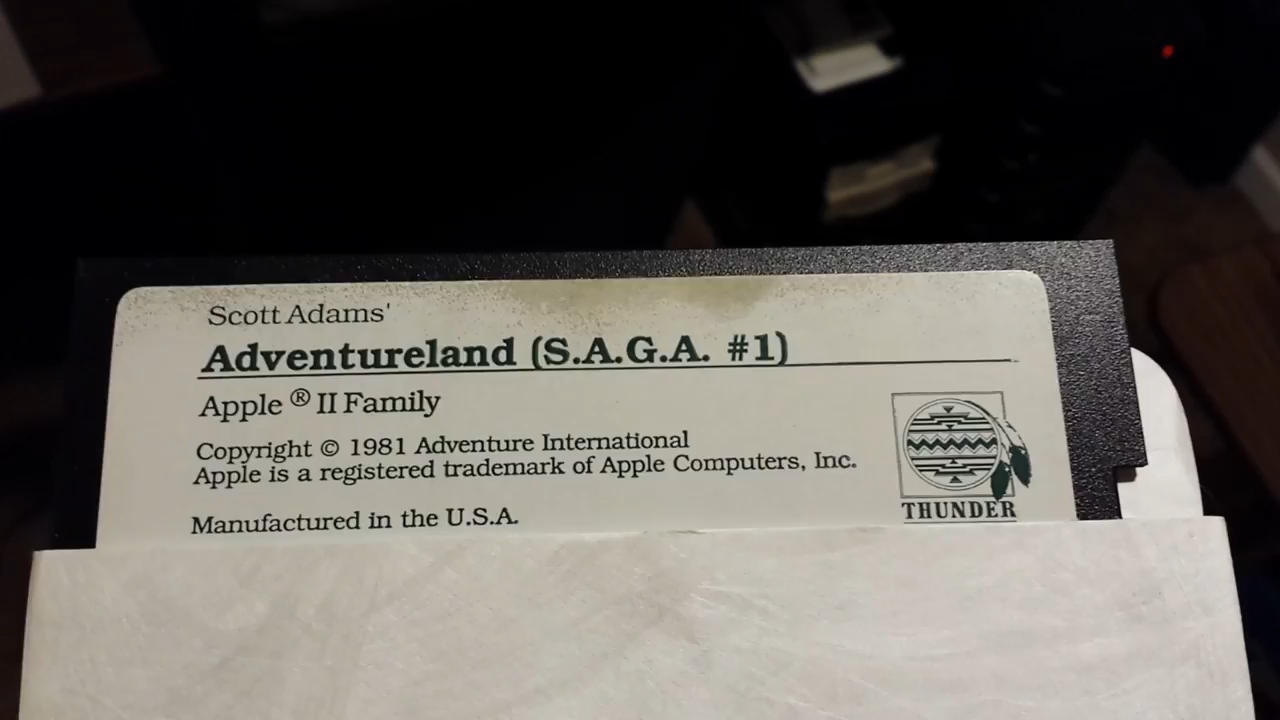 Scott Adams'
Adventureland (S.A.G.A. #1)
Apple ® II Family
Copyright © 1981 Adventure International
Apple is a registered trademark of Apple Computers, Inc.
Manufactured in the U.S.A.
THUNDER